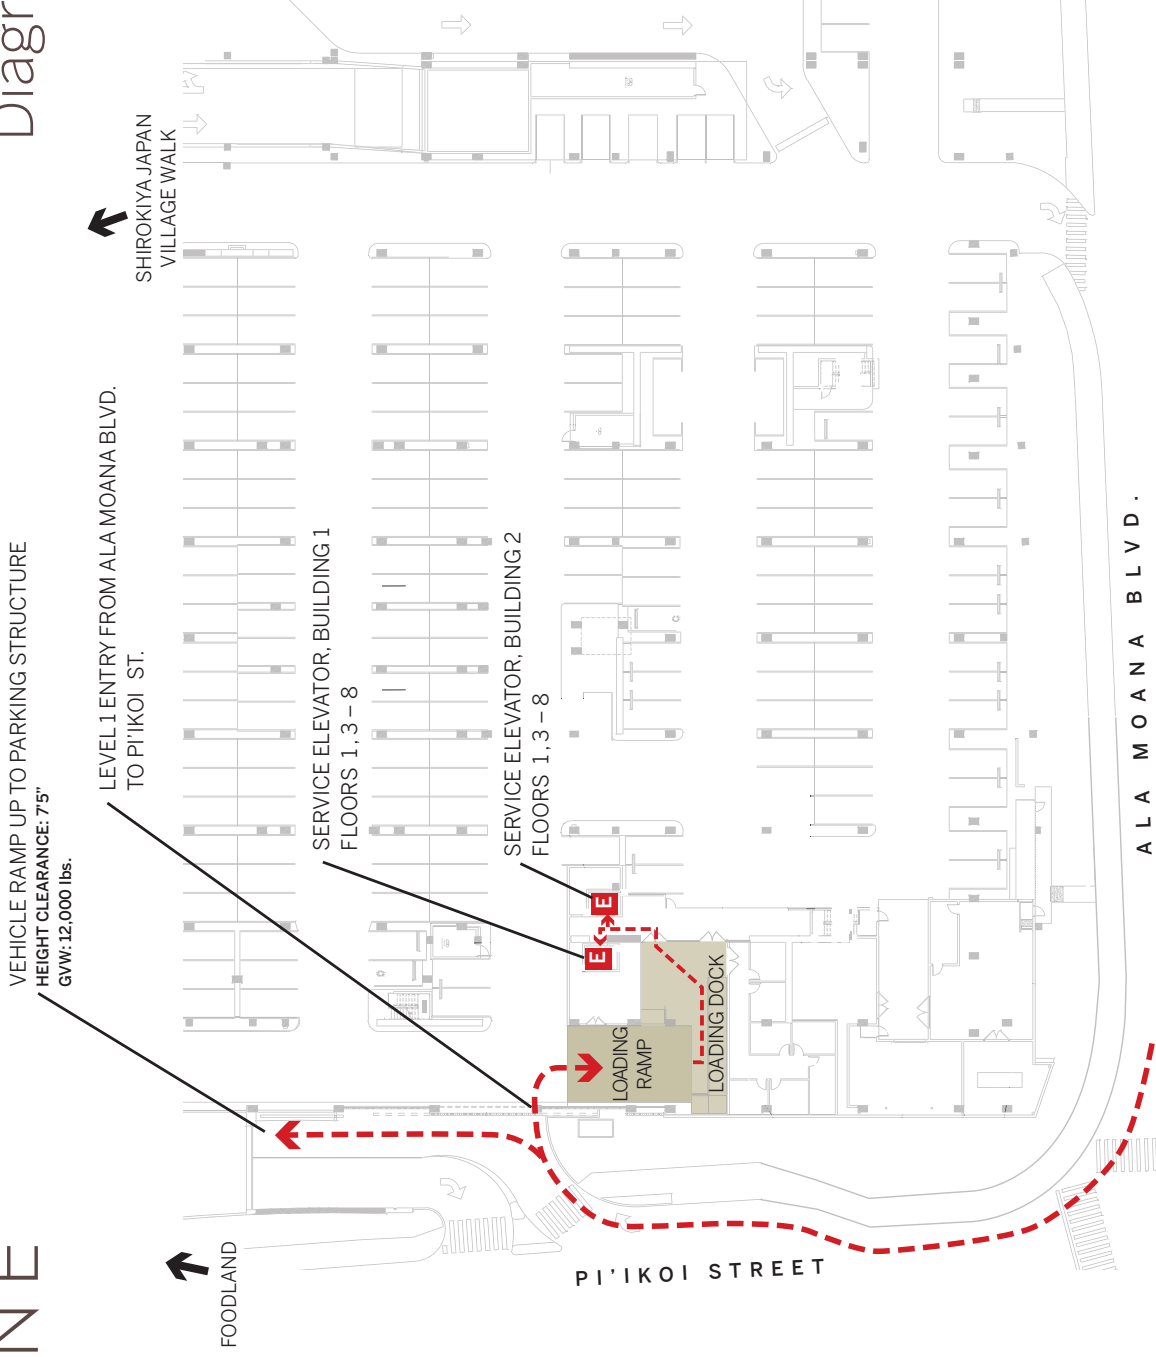 N E
Diagr
VEHICLE RAMP UP TO PARKING STRUCTURE
HEIGHT CLEARANCE: 7'5"
GVW: 12,000 lbs.
LEVEL 1 ENTRY FROM ALA MOANA BLVD.
TO PI'IKOI ST.
SHIROKIYA JAPAN
VILLAGE WALK
FOODLAND
SERVICE ELEVATOR, BUILDING 1
FLOORS 1, 3 – 8
SERVICE ELEVATOR, BUILDING 2
FLOORS 1, 3 – 8
E
E
LOADING
RAMP
LOADING DOCK
PI'IKOI STREET
ALA MOANA BLVD.